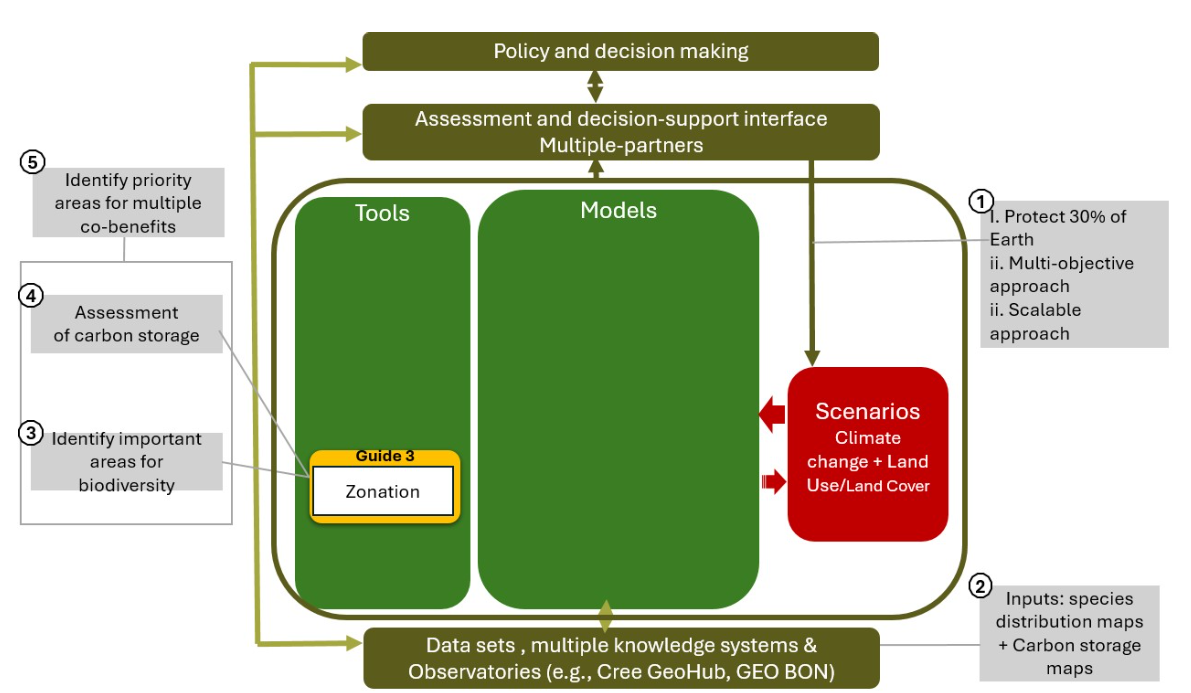 Policy and decision making
Assessment and decision-support interface
Multiple-partners
5
Identify priority
areas for multiple
co-benefits
Tools
Models
1
i. Protect 30% of
Earth
ii. Multi-objective
approach
ii. Scalable
approach
4
Assessment
of carbon storage
Scenarios
Climate
change + Land
Use/Land Cover
3
Identify important
areas for
biodiversity
Guide 3
Zonation
2
Inputs: species
distribution maps
+ Carbon storage
maps
Data sets , multiple knowledge systems &
Observatories (e.g., Cree GeoHub, GEO BON)